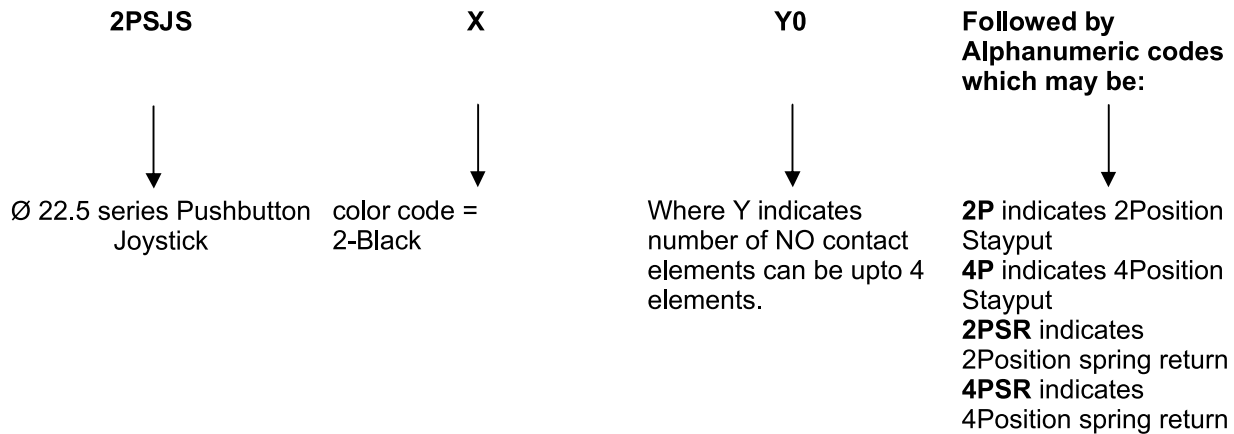 2PSJS
X
Y0
Followed by
Alphanumeric codes
which may be:
Ø 22.5 series Pushbutton
Joystick
color code =
2-Black
Where Y indicates
number of NO contact
elements can be upto 4
elements.
2P indicates 2Position
Stayput
4P indicates 4Position
Stayput
2PSR indicates
2Position spring return
4PSR indicates
4Position spring return